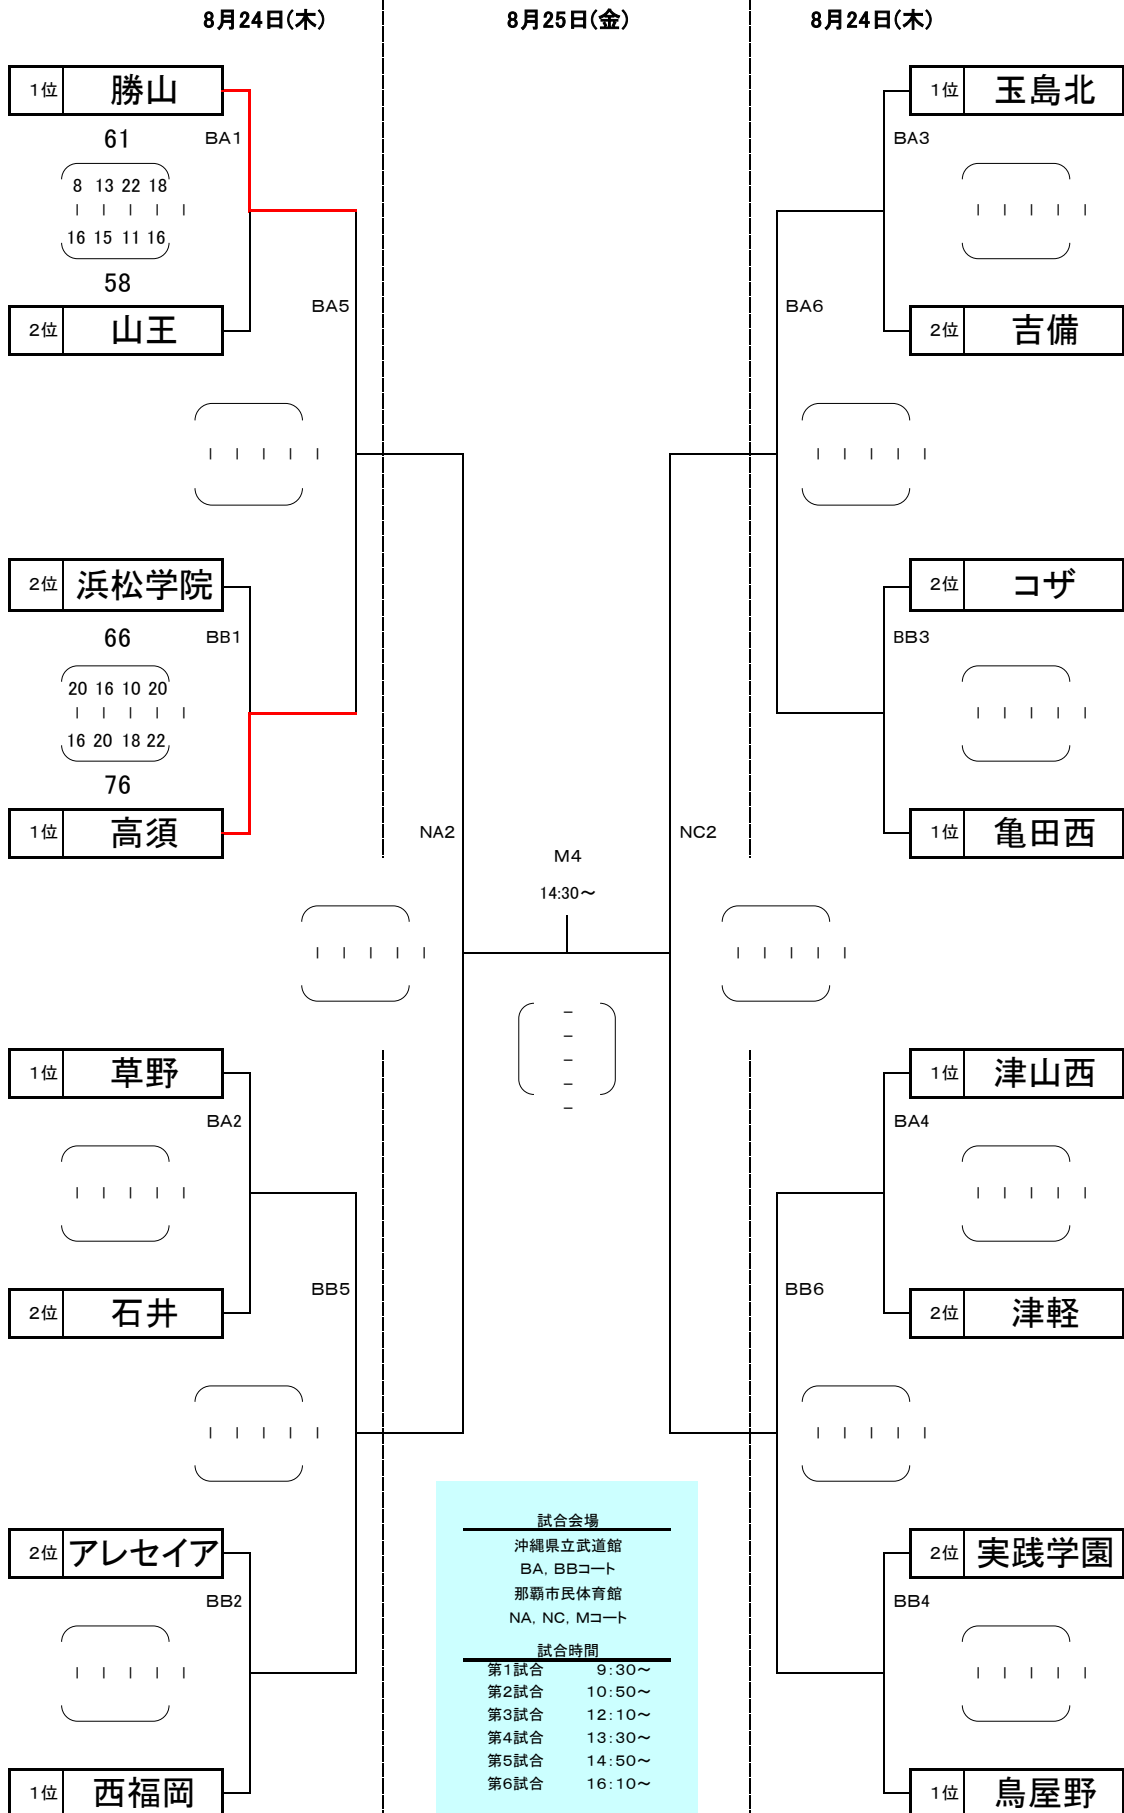 8月24日(木) 8月25日(金) 8月24日(木)
1位 勝山
61 BA1
8 13 22 18
16 15 11 16
58
2位 山王
BA5
2位 浜松学院
66 BB1
20 16 10 20
16 20 18 22
76
1位 高須
NA2
1位 草野
BA2
2位 石井
BB5
2位 アレセイア
BB2
1位 西福岡
M4
14:30～
－
－
－
－
－
1位 玉島北
BA3
2位 吉備
BA6
2位 コザ
BB3
1位 亀田西
NC2
1位 津山西
BA4
2位 津軽
BB6
2位 実践学園
BB4
1位 鳥屋野
試合会場
沖縄県立武道館
BA, BBコート
那覇市民体育館
NA, NC, Mコート
試合時間
第1試合 9:30～
第2試合 10:50～
第3試合 12:10～
第4試合 13:30～
第5試合 14:50～
第6試合 16:10～